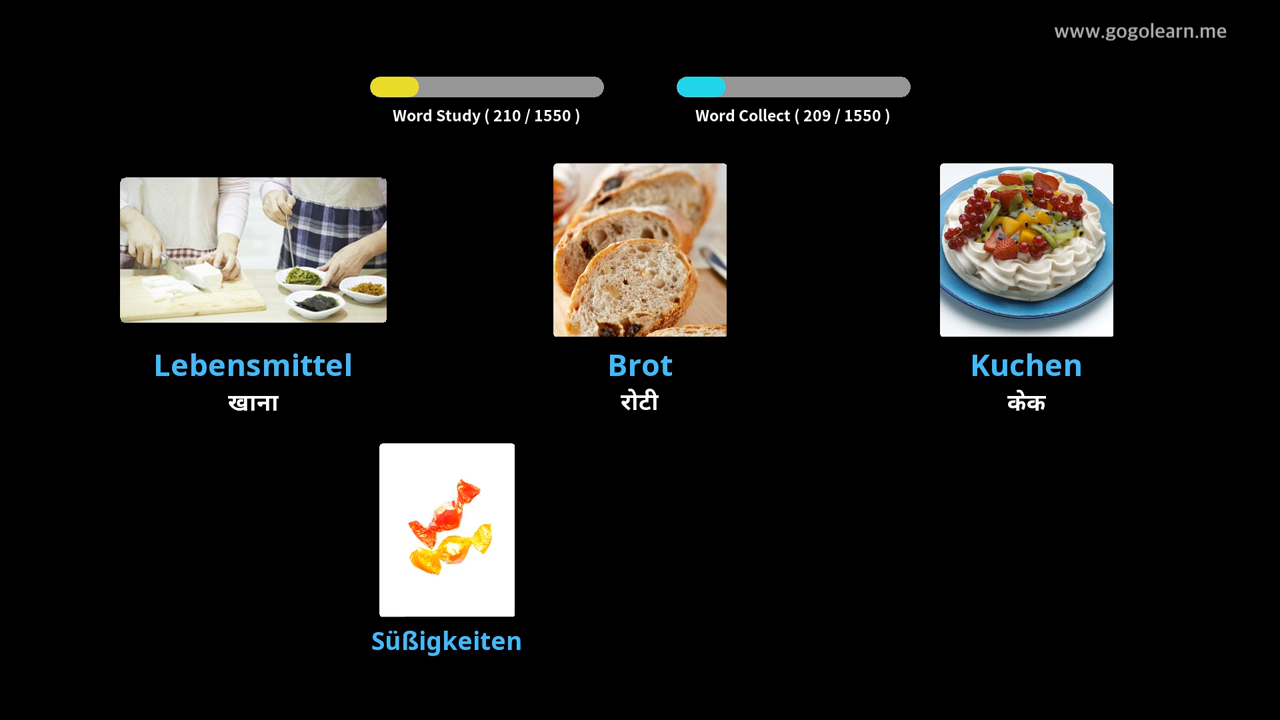 www.gogolearn.me
Word Study ( 210 / 1550 )
Word Collect ( 209 / 1550 )
Lebensmittel
खाना
Brot
रोटी
Kuchen
केक
Süßigkeiten